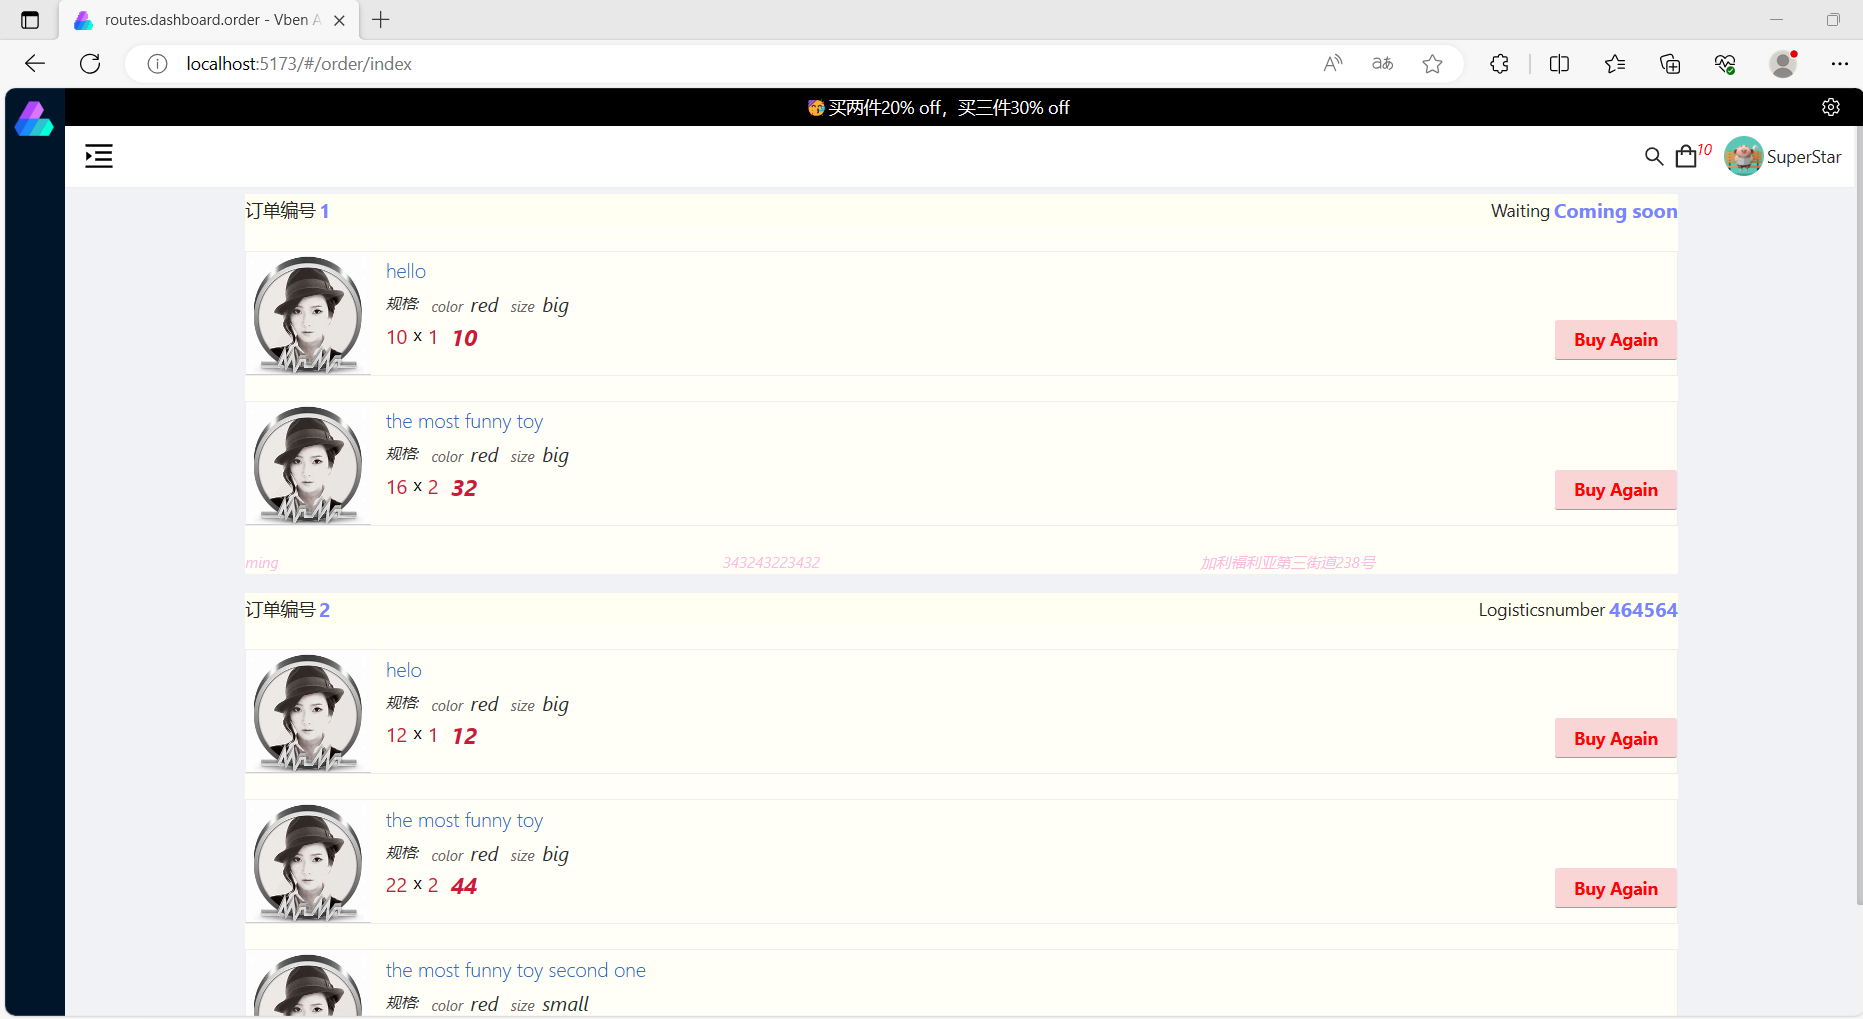 routes.dashboard.order - Vben A
localhost:5173/#/order/index
🥳 买两件20% off，买三件30% off
10 SuperStar
订单编号 1 Waiting Coming soon
hello
规格: color red size big
10 x 1 10
Buy Again
the most funny toy
规格: color red size big
16 x 2 32
Buy Again
ming 343243223432 加利福利亚第三街道238号
订单编号 2 Logisticsnumber 464564
helo
规格: color red size big
12 x 1 12
Buy Again
the most funny toy
规格: color red size big
22 x 2 44
Buy Again
the most funny toy second one
规格: color red size small